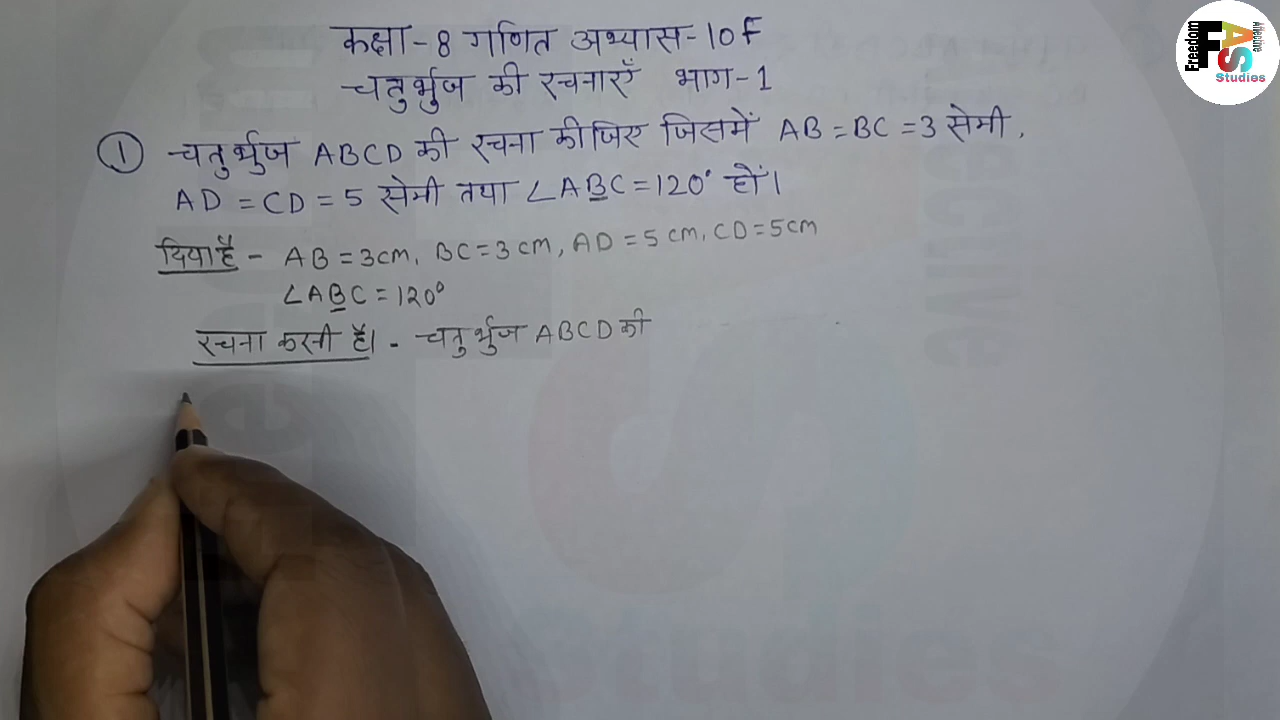 कक्षा-8 गणित अभ्यास-10F
चतुर्भुज की रचनाएँ भाग-1
① चतुर्भुज ABCD की रचना कीजिए जिसमें AB = BC = 3 सेमी,
AD = CD = 5 सेमी तथा ∠ABC = 120° हों।
दिया है - AB = 3cm, BC = 3cm, AD = 5cm, CD = 5cm
∠ABC = 120°
रचना करनी है। - चतुर्भुज ABCD की
Freedom
FAS
Allepine
Studies